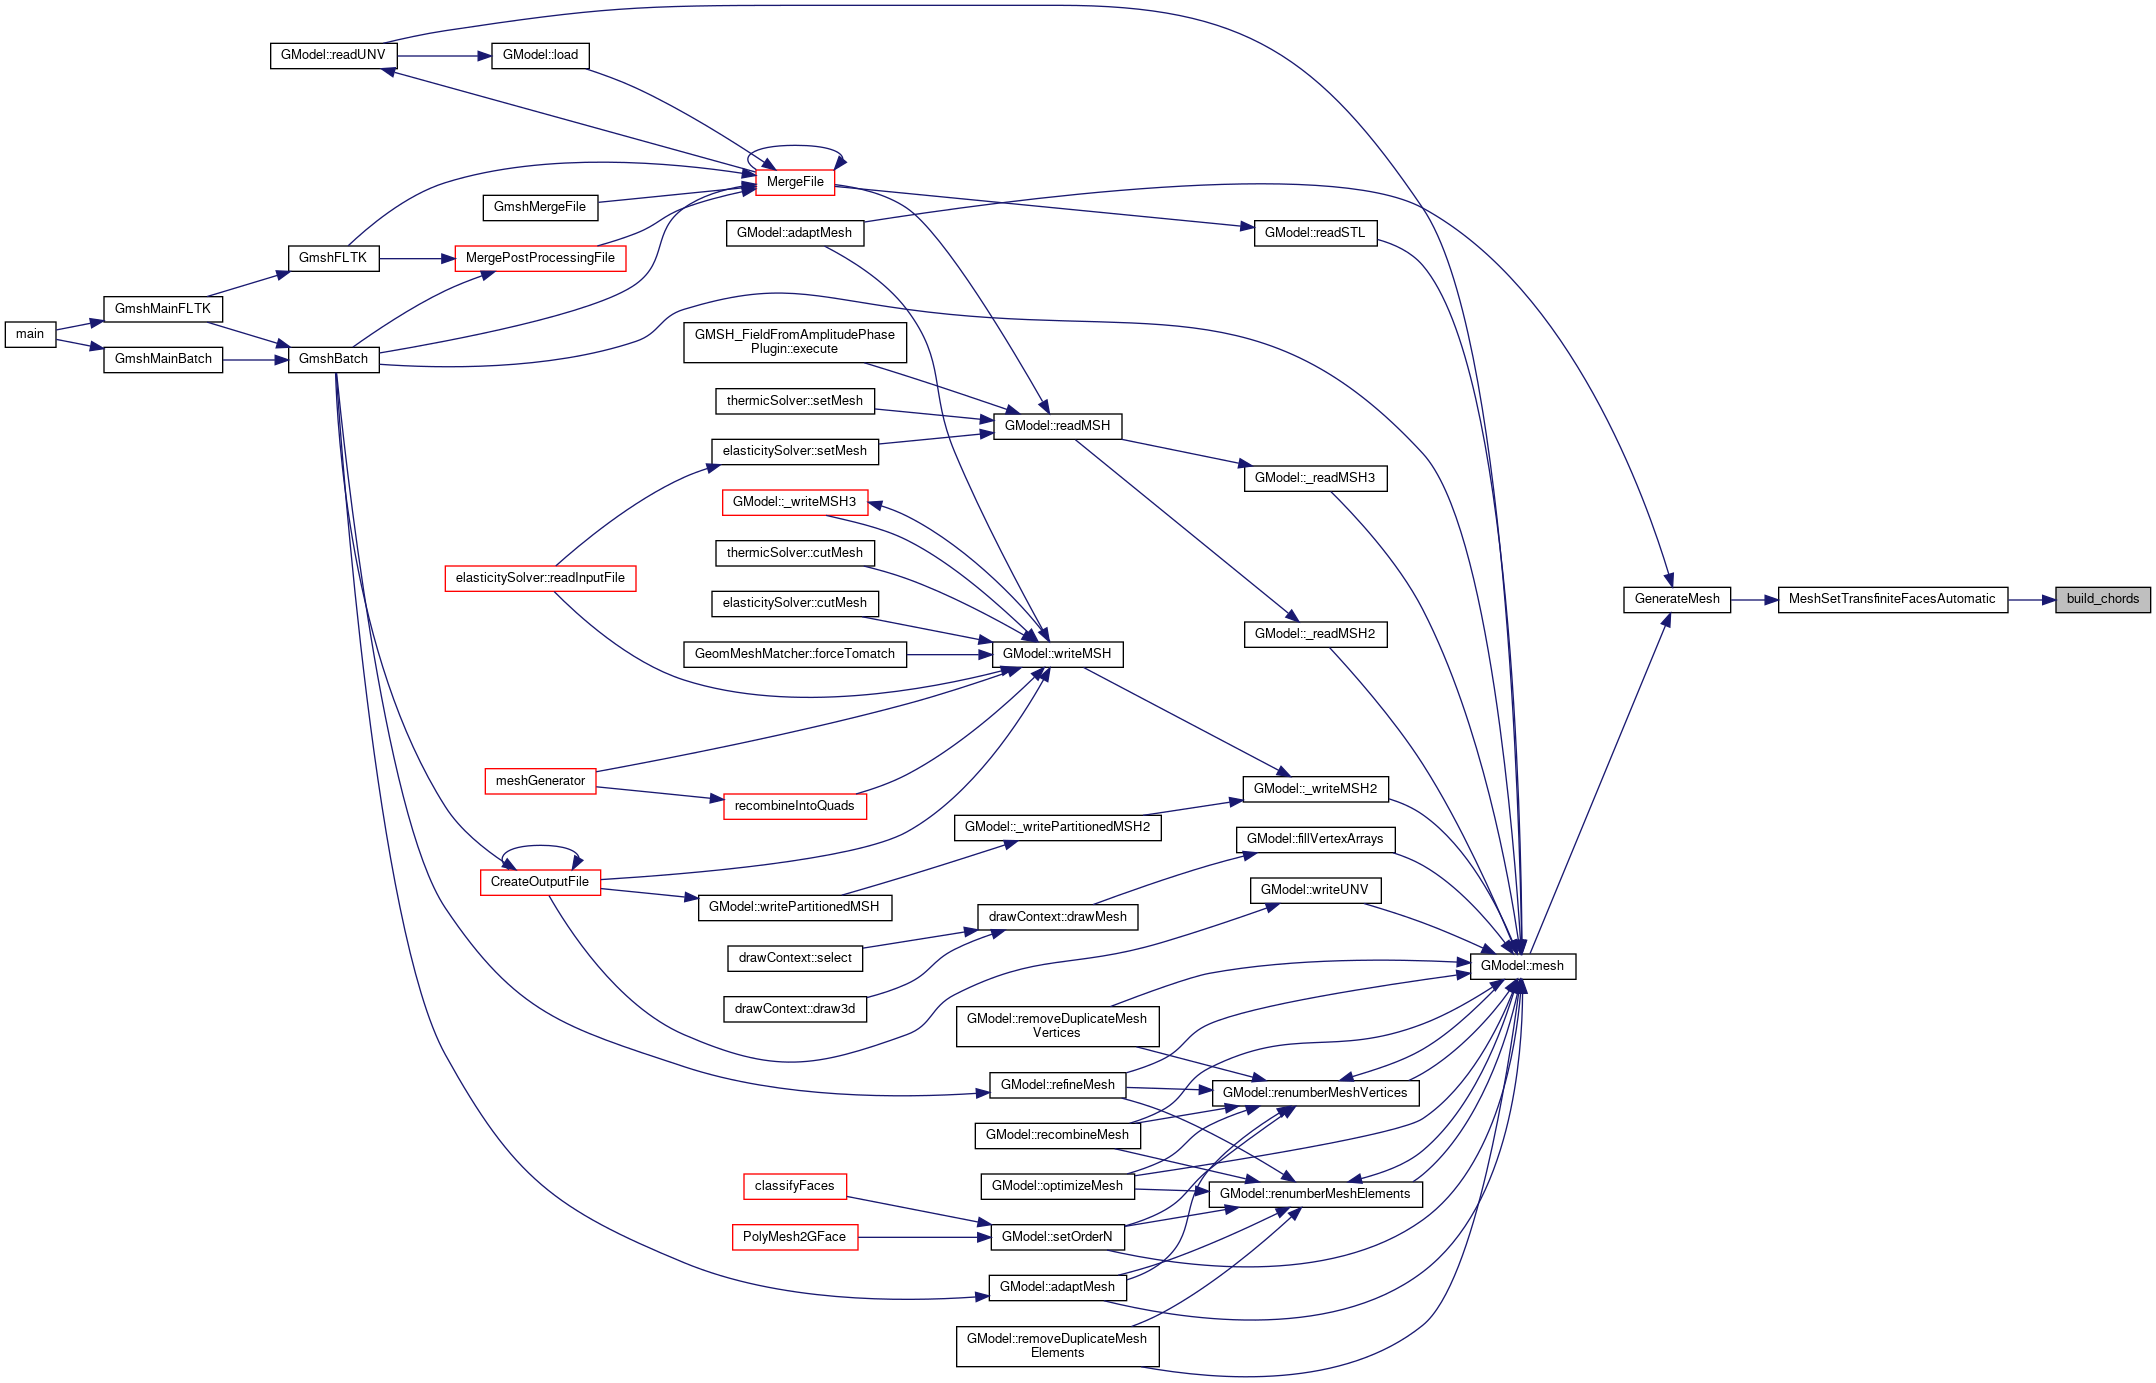 GModel::readUNV
GModel::load
MergeFile
GmshMergeFile
GModel::adaptMesh
GModel::readSTL
GmshFLTK
MergePostProcessingFile
GmshMainFLTK
main
GmshMainBatch
GmshBatch
GMSH_FieldFromAmplitudePhase
Plugin::execute
thermicSolver::setMesh
GModel::readMSH
elasticitySolver::setMesh
GModel::_readMSH3
GModel::_writeMSH3
thermicSolver::cutMesh
elasticitySolver::readInputFile
elasticitySolver::cutMesh
GenerateMesh
MeshSetTransfiniteFacesAutomatic
build_chords
GModel::_readMSH2
GeomMeshMatcher::forceTomatch
GModel::writeMSH
meshGenerator
recombineIntoQuads
GModel::_writeMSH2
GModel::_writePartitionedMSH2
GModel::fillVertexArrays
CreateOutputFile
GModel::writeUNV
GModel::writePartitionedMSH
drawContext::drawMesh
drawContext::select
GModel::mesh
drawContext::draw3d
GModel::removeDuplicateMesh
Vertices
GModel::refineMesh
GModel::renumberMeshVertices
GModel::recombineMesh
classifyFaces
GModel::optimizeMesh
GModel::renumberMeshElements
PolyMesh2GFace
GModel::setOrderN
GModel::adaptMesh
GModel::removeDuplicateMesh
Elements